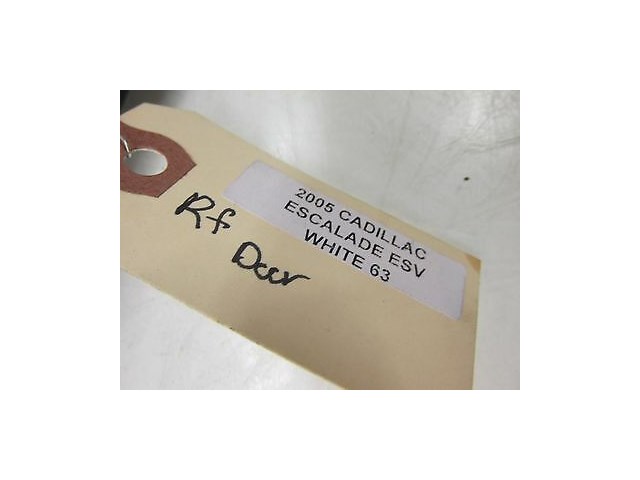 2005 CADILLAC
ESCALADE ESV
WHITE 63
Rf
Door